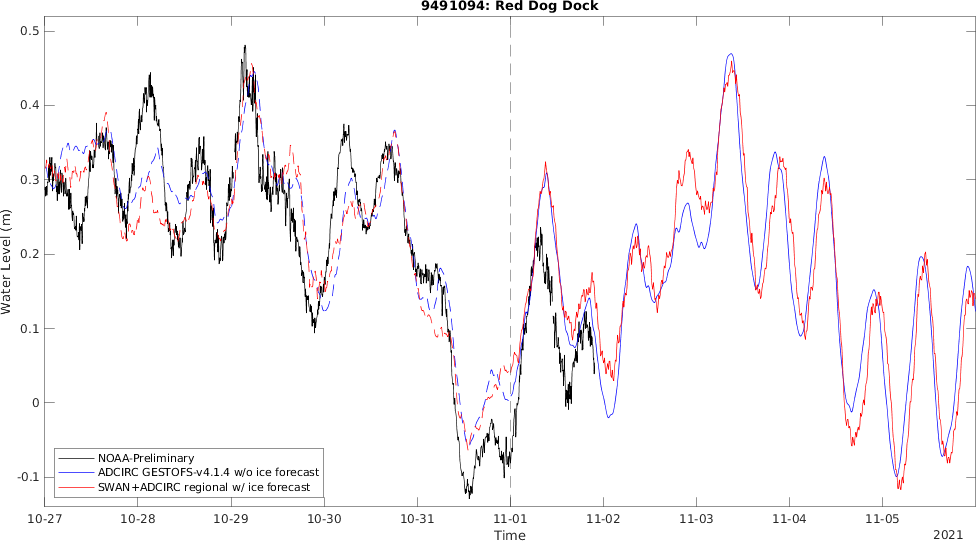 9491094: Red Dog Dock
Water Level (m)
0.5
0.4
0.3
0.2
0.1
0
-0.1
NOAA-Preliminary
ADCIRC GESTOFS-v4.1.4 w/o ice forecast
SWAN+ADCIRC regional w/ ice forecast
10-27 10-28 10-29 10-30 10-31 11-01 11-02 11-03 11-04 11-05
Time
2021